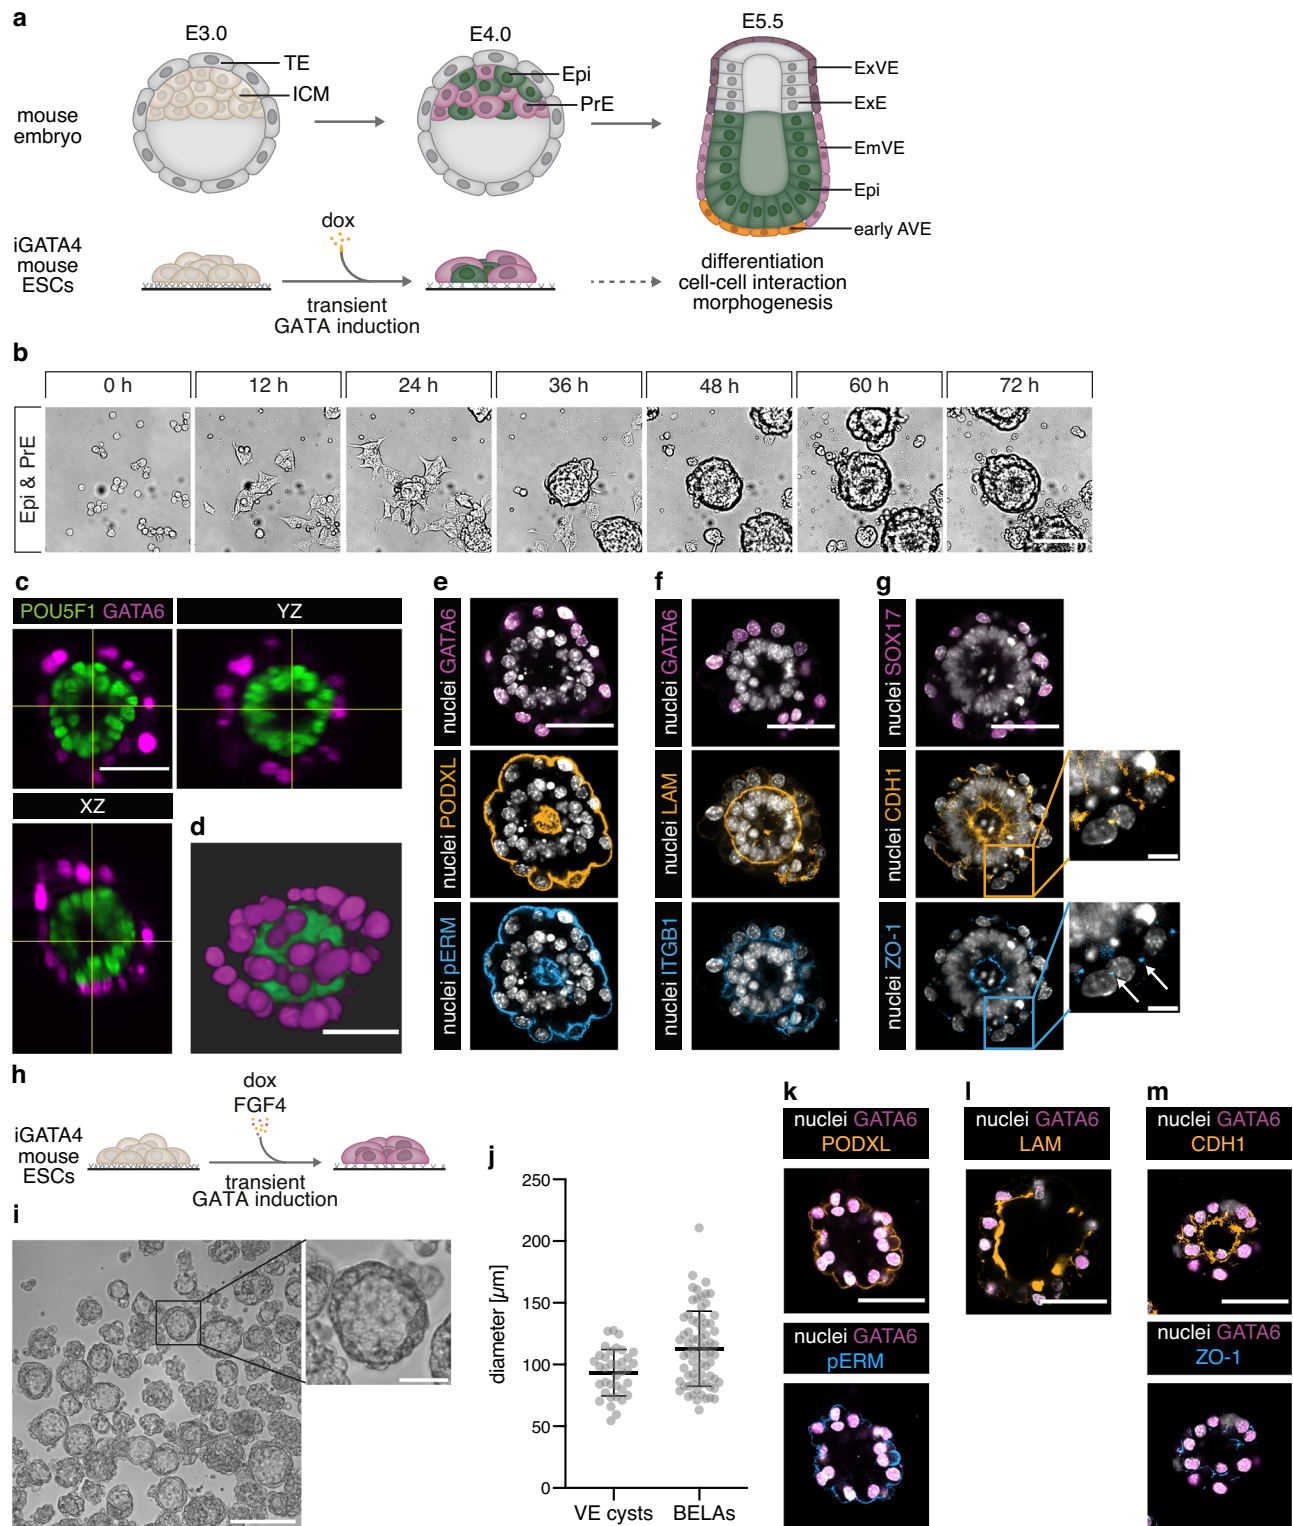 a
E3.0
E4.0
E5.5
TE
ICM
Epi
PrE
ExVE
ExE
EmVE
Epi
early AVE
mouse
embryo
iGATA4
mouse
ESCs
dox
transient
GATA induction
differentiation
cell-cell interaction
morphogenesis
b
0 h
12 h
24 h
36 h
48 h
60 h
72 h
Epi & PrE
c
POU5F1 GATA6
YZ
XZ
d
e
nuclei GATA6
nuclei PODXL
nuclei pERM
f
nuclei GATA6
nuclei LAM
nuclei ITGB1
g
nuclei SOX17
nuclei CDH1
nuclei ZO-1
h
iGATA4
mouse
ESCs
dox
FGF4
transient
GATA induction
i
j
diameter [µm]
250
200
150
100
50
0
VE cysts
BELAs
k
nuclei GATA6
PODXL
nuclei GATA6
pERM
l
nuclei GATA6
LAM
m
nuclei GATA6
CDH1
nuclei GATA6
ZO-1